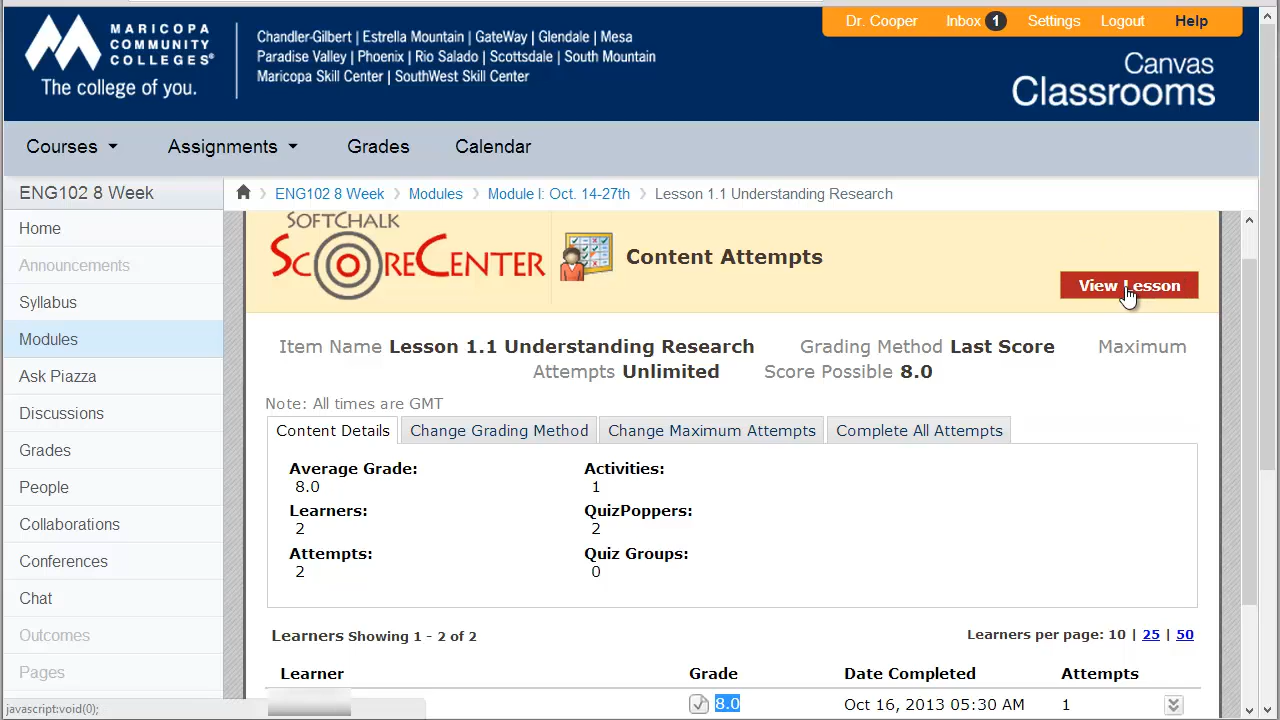 MARICOPA
COMMUNITY
COLLEGES®
The college of you.
Chandler-Gilbert | Estrella Mountain | GateWay | Glendale | Mesa
Paradise Valley | Phoenix | Rio Salado | Scottsdale | South Mountain
Maricopa Skill Center | SouthWest Skill Center
Dr. Cooper Inbox 1 Settings Logout Help
Canvas
Classrooms
Courses Assignments Grades Calendar
ENG102 8 Week
ENG102 8 Week > Modules > Module I: Oct. 14-27th > Lesson 1.1 Understanding Research
Home
Announcements
Syllabus
Modules
Ask Piazza
Discussions
Grades
People
Collaborations
Conferences
Chat
Outcomes
Pages
javascript:void(0);
SOFTCHALK
SCORECENTER
Content Attempts
View Lesson
Item Name Lesson 1.1 Understanding Research Grading Method Last Score Maximum
Attempts Unlimited Score Possible 8.0
Note: All times are GMT
Content Details Change Grading Method Change Maximum Attempts Complete All Attempts
Average Grade: Activities:
8.0 1
Learners: QuizPoppers:
2 2
Attempts: Quiz Groups:
2 0
Learners Showing 1 - 2 of 2 Learners per page: 10 | 25 | 50
Learner Grade Date Completed Attempts
8.0 Oct 16, 2013 05:30 AM 1